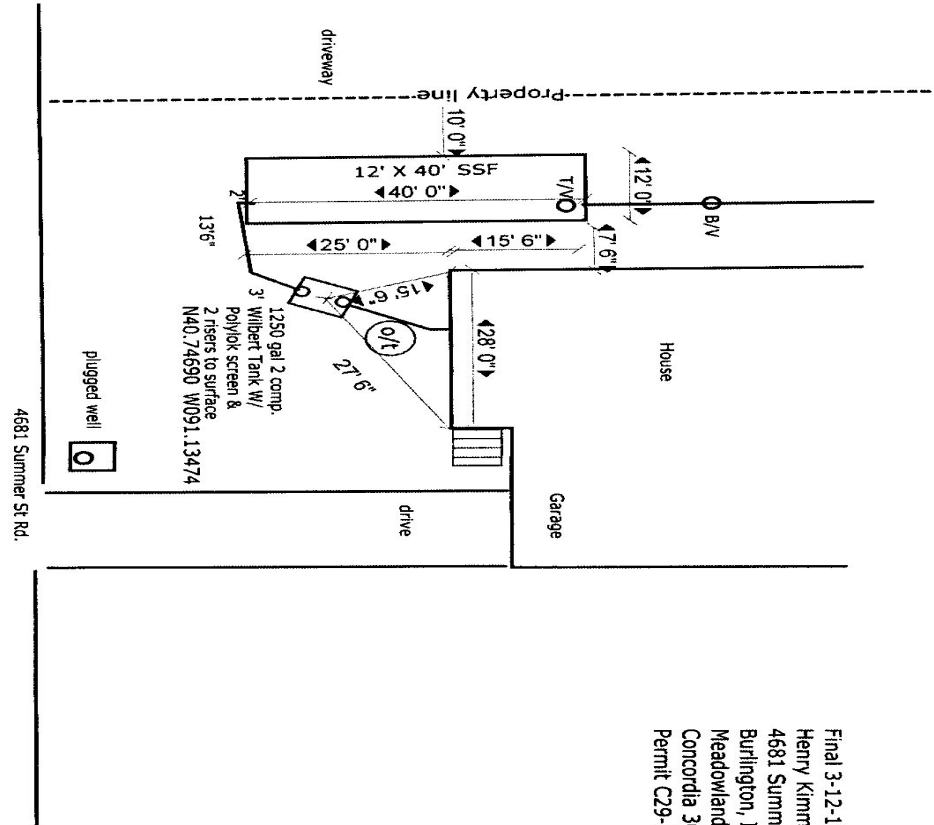 driveway
Property line
10' 0"
12' X 40' SSF
40' 0"
T/V
12' 0"
B/V
2'
13'6"
25' 0"
15' 6"
7' 6"
15' 6"
o/t
27' 6"
28' 0"
House
1250 gal 2 comp.
3' Wilbert Tank W/
Polylok screen &
2 risers to surface
N40.74690 W091.13474
plugged well
drive
Garage
4681 Summer St Rd.
Final 3-12-1
Henry Kimm
4681 Summ
Burlington, I
Meadowland
Concordia 3
Permit C29-